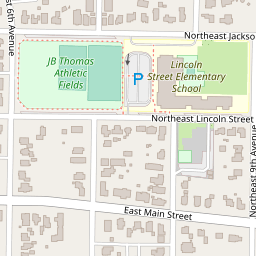 East 6th Avenue
Northeast Jackso
JB Thomas
Athletic
Fields
P
Lincoln
Street Elementary
School
Northeast Lincoln Street
Northeast 9th Avenue
East Main Street